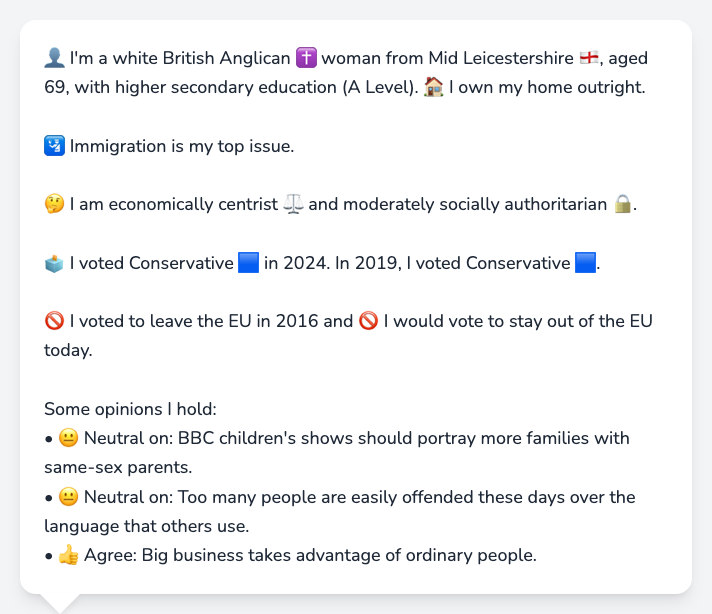 👤 I'm a white British Anglican ✝️ woman from Mid Leicestershire 🏴󠁧󠁢󠁥󠁮󠁧󠁿, aged
69, with higher secondary education (A Level). 🏠 I own my home outright.
🛂 Immigration is my top issue.
🤔 I am economically centrist ⚖️ and moderately socially authoritarian 🔒.
🗳️ I voted Conservative 🟦 in 2024. In 2019, I voted Conservative 🟦.
🚫 I voted to leave the EU in 2016 and 🚫 I would vote to stay out of the EU
today.
Some opinions I hold:
• 😐 Neutral on: BBC children's shows should portray more families with
same-sex parents.
• 😐 Neutral on: Too many people are easily offended these days over the
language that others use.
• 👍 Agree: Big business takes advantage of ordinary people.